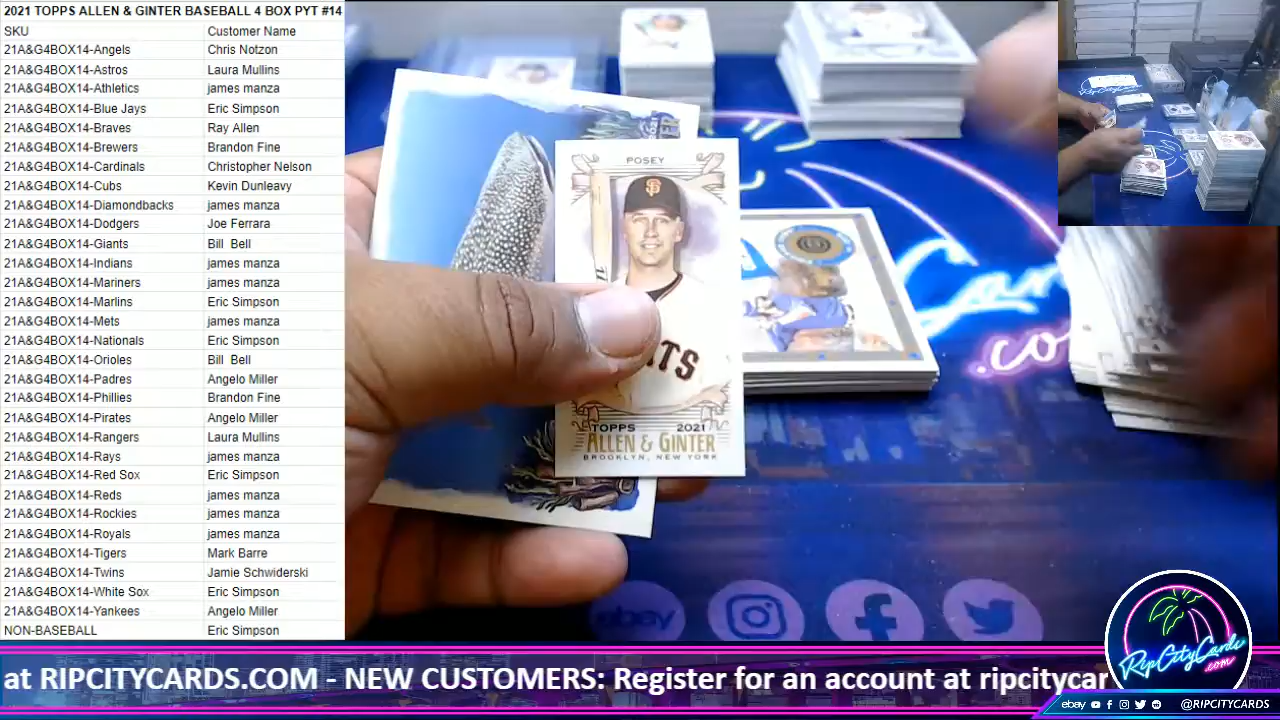 2021 TOPPS ALLEN & GINTER BASEBALL 4 BOX PYT #14
SKU Customer Name
21A&G4BOX14-Angels Chris Notzon
21A&G4BOX14-Astros Laura Mullins
21A&G4BOX14-Athletics james manza
21A&G4BOX14-Blue Jays Eric Simpson
21A&G4BOX14-Braves Ray Allen
21A&G4BOX14-Brewers Brandon Fine
21A&G4BOX14-Cardinals Christopher Nelson
21A&G4BOX14-Cubs Kevin Dunleavy
21A&G4BOX14-Diamondbacks james manza
21A&G4BOX14-Dodgers Joe Ferrara
21A&G4BOX14-Giants Bill Bell
21A&G4BOX14-Indians james manza
21A&G4BOX14-Mariners james manza
21A&G4BOX14-Marlins Eric Simpson
21A&G4BOX14-Mets james manza
21A&G4BOX14-Nationals Eric Simpson
21A&G4BOX14-Orioles Bill Bell
21A&G4BOX14-Padres Angelo Miller
21A&G4BOX14-Phillies Brandon Fine
21A&G4BOX14-Pirates Angelo Miller
21A&G4BOX14-Rangers Laura Mullins
21A&G4BOX14-Rays james manza
21A&G4BOX14-Red Sox Eric Simpson
21A&G4BOX14-Reds james manza
21A&G4BOX14-Rockies james manza
21A&G4BOX14-Royals james manza
21A&G4BOX14-Tigers Mark Barre
21A&G4BOX14-Twins Jamie Schwiderski
21A&G4BOX14-White Sox Eric Simpson
21A&G4BOX14-Yankees Angelo Miller
NON-BASEBALL Eric Simpson
POSEY
SF
TOPPS 2021
ALLEN & GINTER
BROOKLYN, NEW YORK
.co
ebay
RipCityCards
.com
at RIPCITYCARDS.COM - NEW CUSTOMERS: Register for an account at ripcitycar
ebay @RIPCITYCARDS